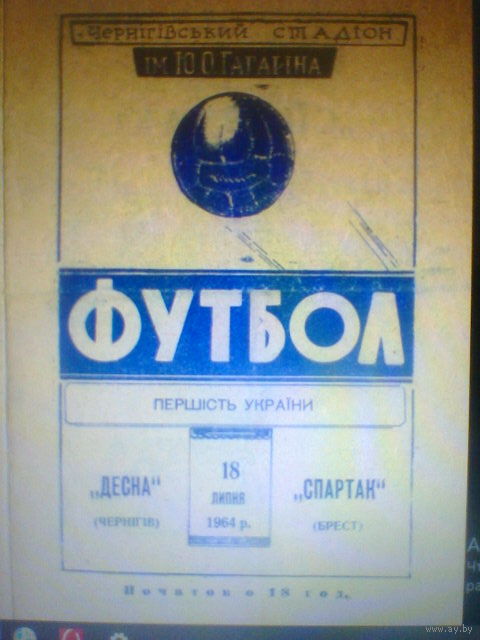 Чернігівський стадіон
ім. Ю. О. Гагаріна
ФУТБОЛ
ПЕРШІСТЬ УКРАЇНИ
„ДЕСНА“
(ЧЕРНІГІВ)
18
ЛИПНЯ
1964 р.
„СПАРТАК“
(БРЕСТ)
Початок о 18 год.
www.ay.by